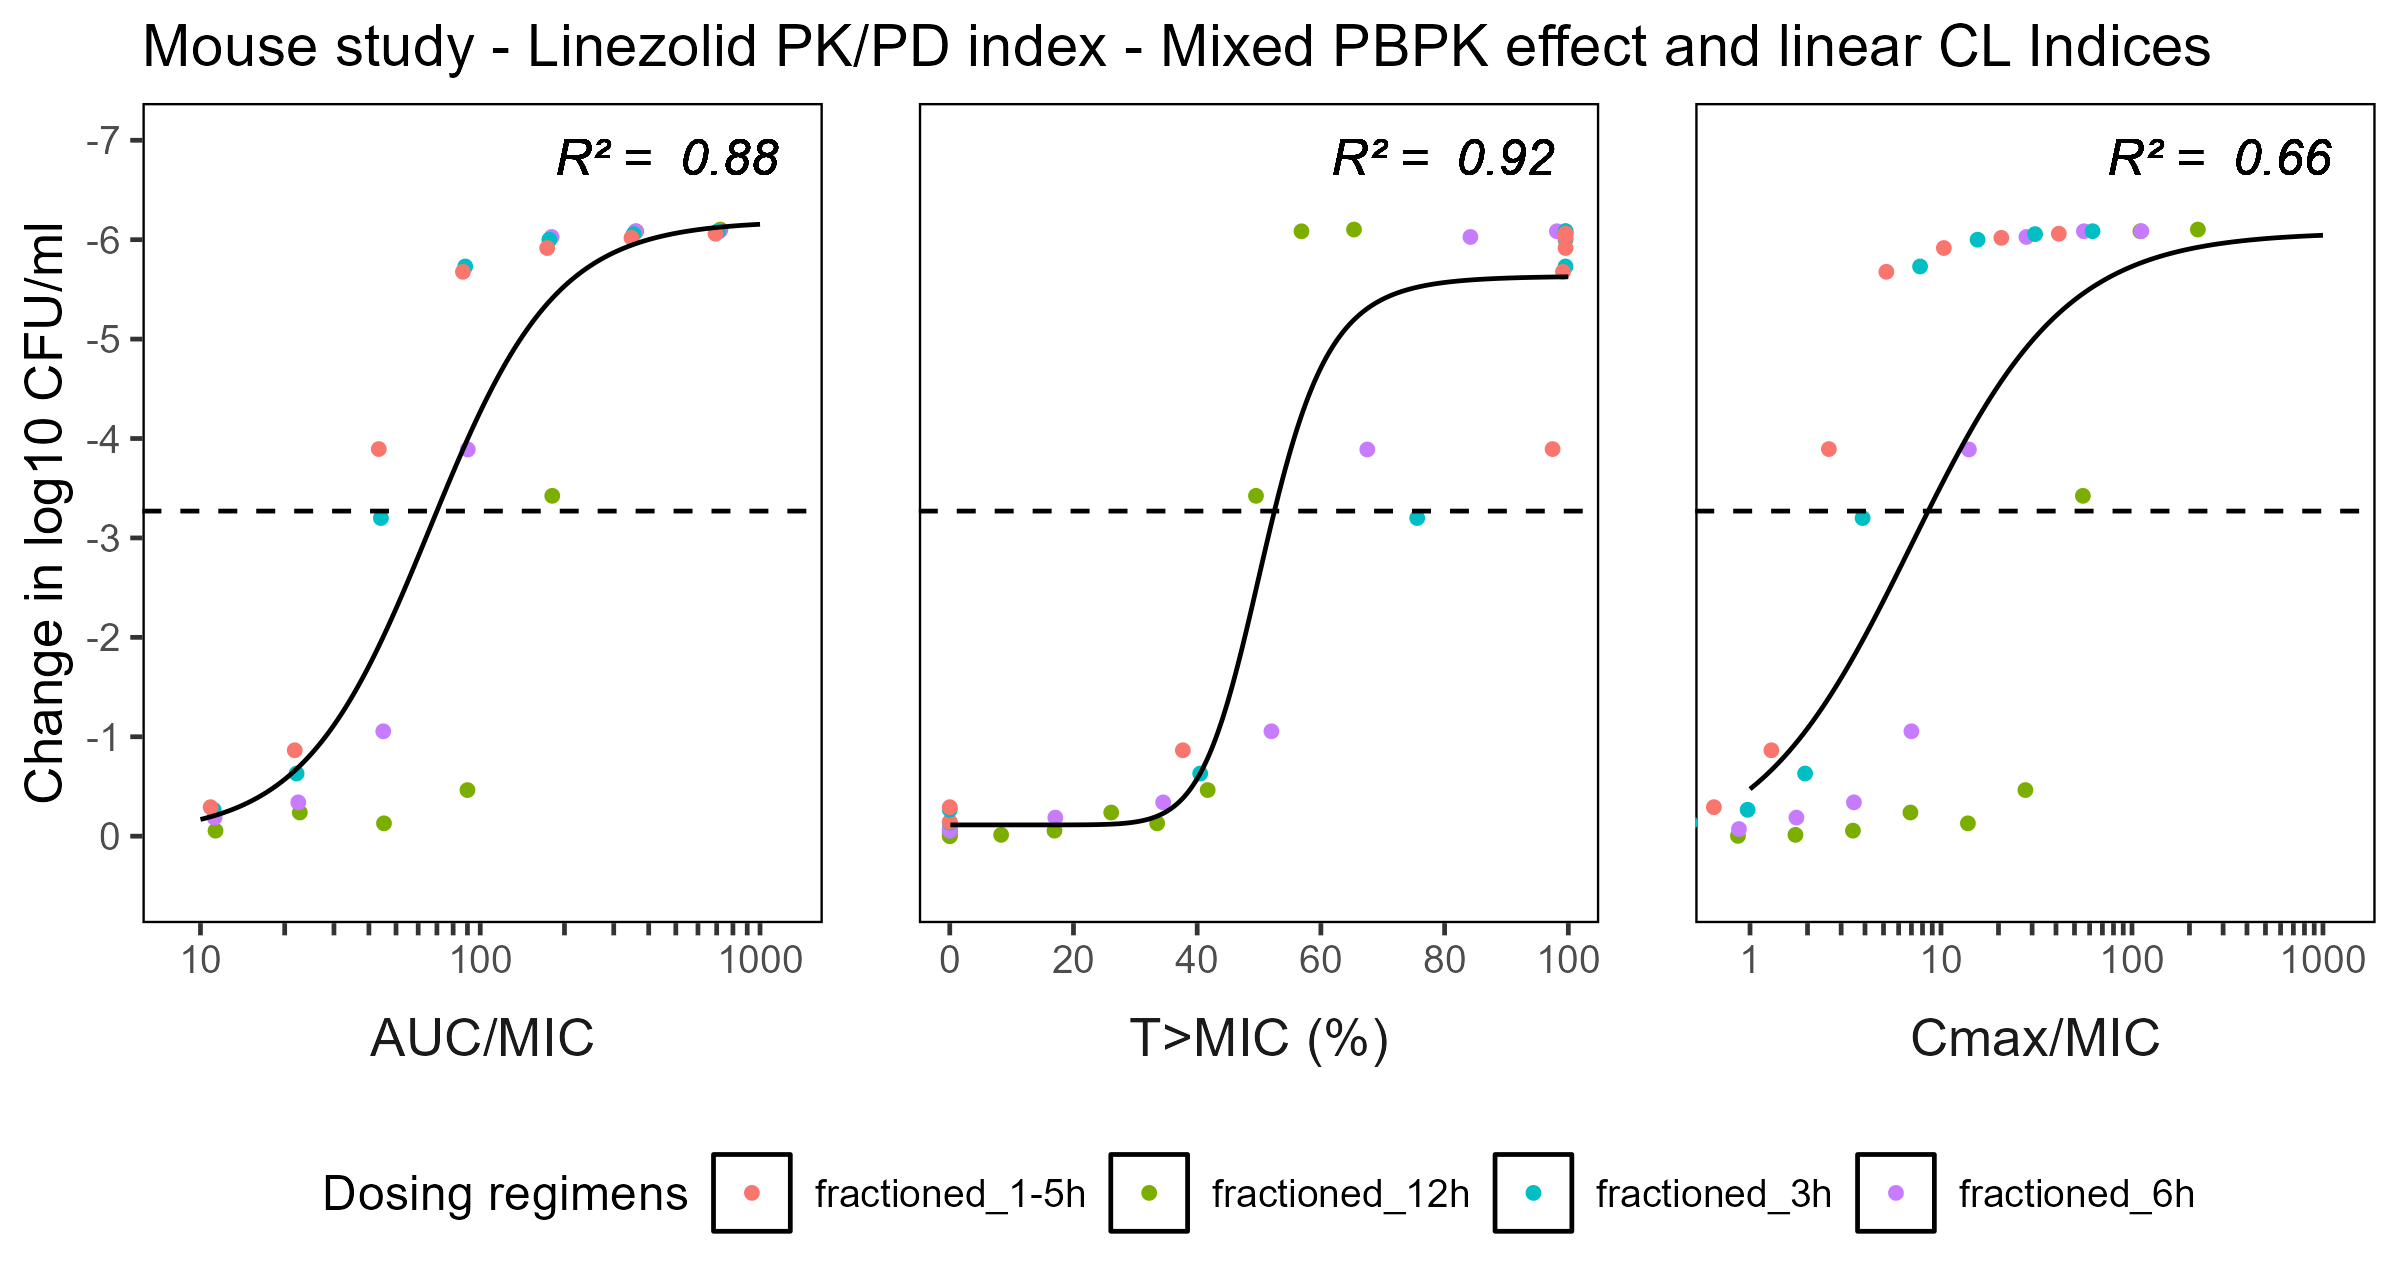 Mouse study - Linezolid PK/PD index - Mixed PBPK effect and linear CL Indices
R² = 0.88
R² = 0.92
R² = 0.66
Change in log10 CFU/ml
-7
-6
-5
-4
-3
-2
-1
0
10 100 1000
0 20 40 60 80 100
1 10 100 1000
AUC/MIC
T>MIC (%)
Cmax/MIC
Dosing regimens fractioned_1-5h fractioned_12h fractioned_3h fractioned_6h